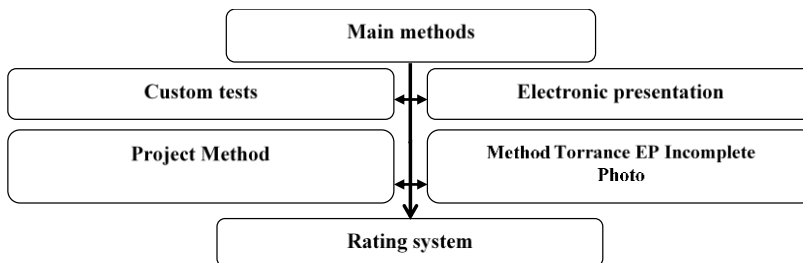 Main methods
Custom tests
Electronic presentation
Project Method
Method Torrance EP Incomplete
Photo
Rating system